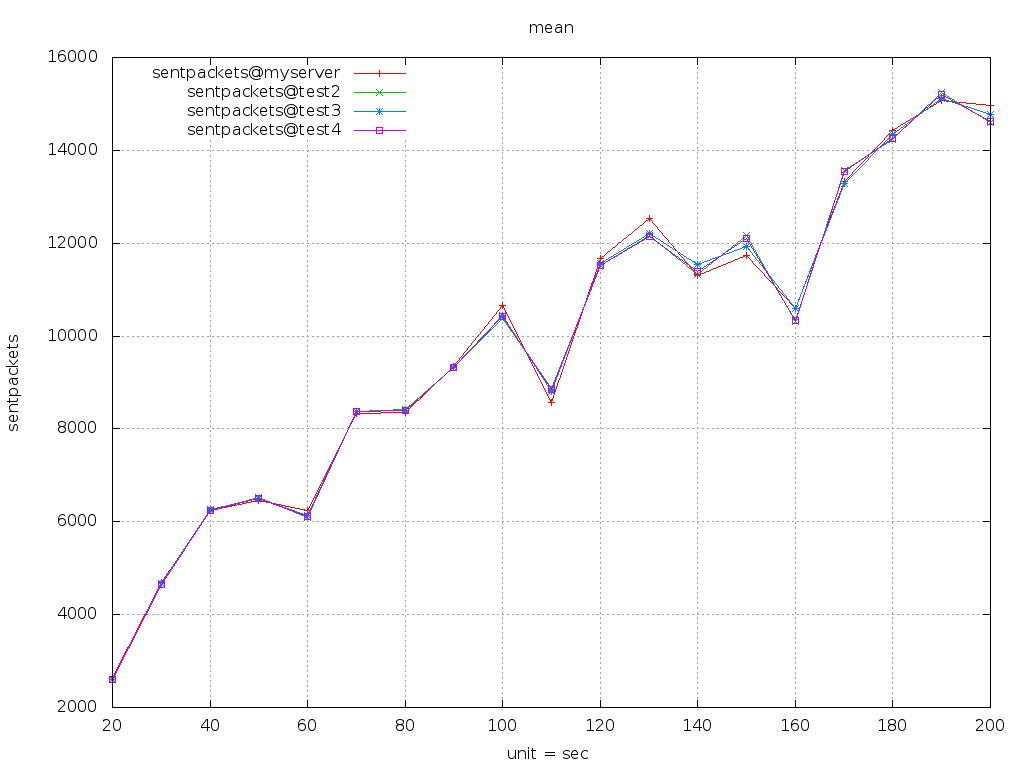 mean
16000
14000
12000
10000
8000
6000
4000
2000
sentpackets
sentpackets@myserver
sentpackets@test2
sentpackets@test3
sentpackets@test4
20 40 60 80 100 120 140 160 180 200
unit = sec